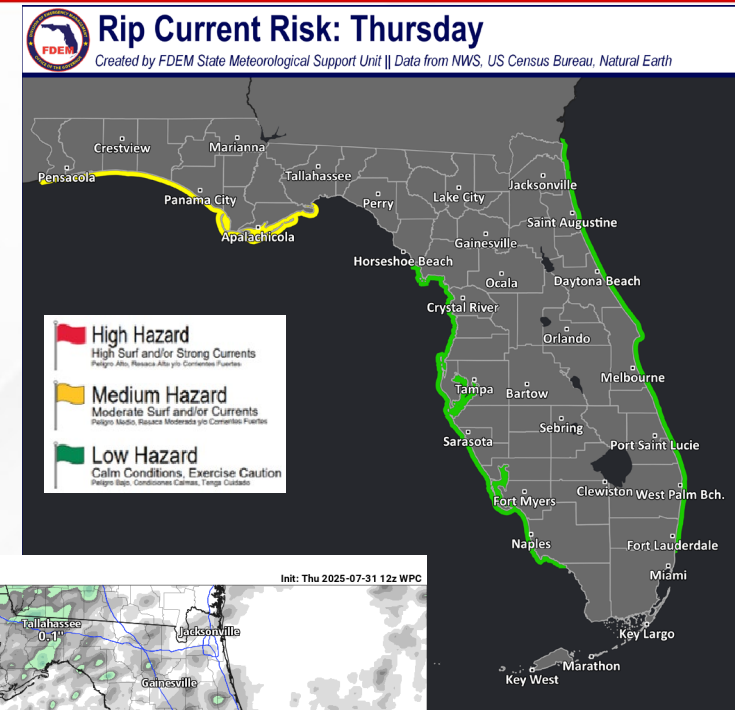 Rip Current Risk: Thursday
FDEM
Created by FDEM State Meteorological Support Unit || Data from NWS, US Census Bureau, Natural Earth
Crestview
Marianna
Pensacola
Panama City
Tallahassee
Apalachicola
Perry
Lake City
Jacksonville
Saint Augustine
Gainesville
Horseshoe Beach
Ocala
Daytona Beach
Crystal River
Orlando
Tampa
Bartow
Melbourne
Sebring
Sarasota
Port Saint Lucie
Fort Myers
Clewiston
West Palm Bch.
Naples
Fort Lauderdale
Miami
Key Largo
Marathon
Key West
High Hazard
High Surf and/or Strong Currents
Peligro Alto, Resaca Alta y/o Corrientes Fuertes
Medium Hazard
Moderate Surf and/or Currents
Peligro Medio, Resaca Moderada y/o Corrientes Fuertes
Low Hazard
Calm Conditions, Exercise Caution
Peligro Bajo, Condiciones Calmas, Tenga Cuidado
Init: Thu 2025-07-31 12z WPC
Tallahassee
0.1"
Jacksonville
Gainesville